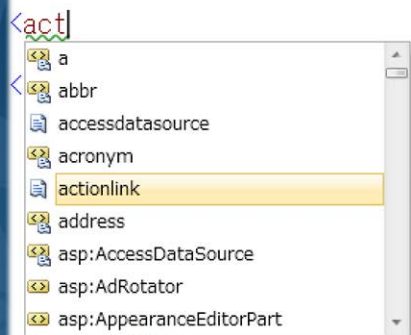 <act
a
<
abbr
accessdatasource
acronym
actionlink
address
asp:AccessDataSource
asp:AdRotator
asp:AppearanceEditorPart